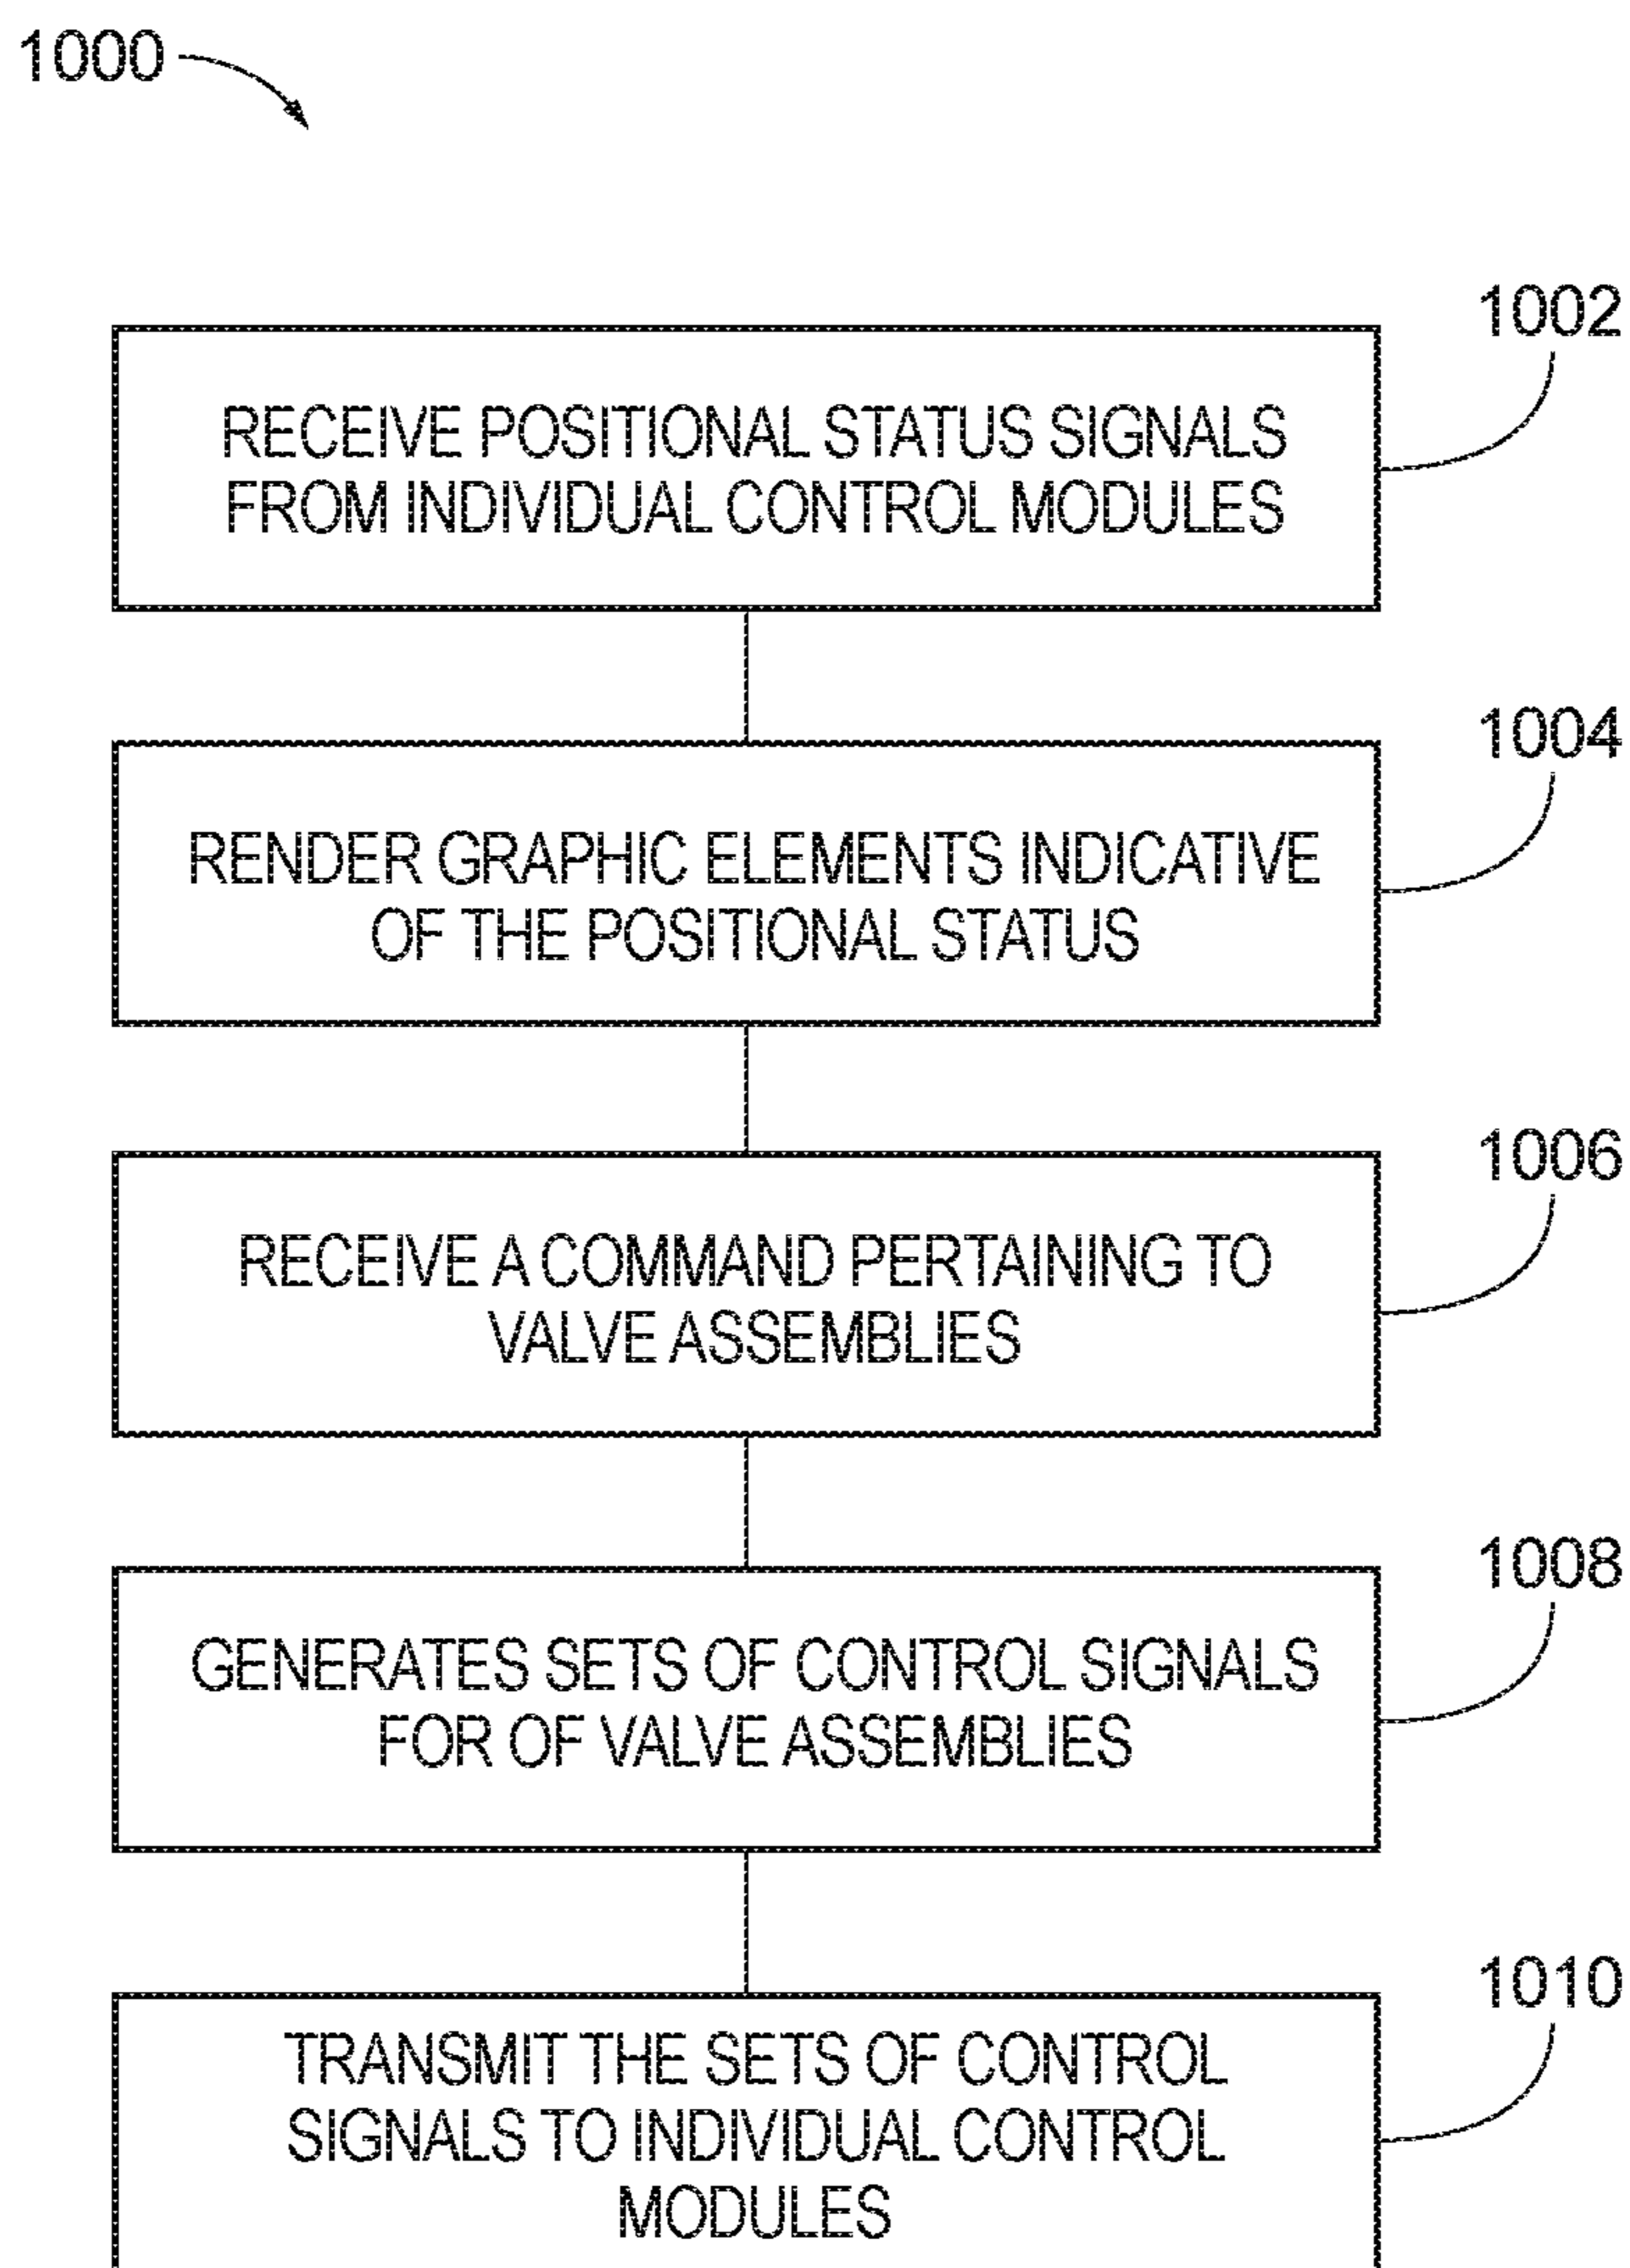 1000
1002
RECEIVE POSITIONAL STATUS SIGNALS
FROM INDIVIDUAL CONTROL MODULES
1004
RENDER GRAPHIC ELEMENTS INDICATIVE
OF THE POSITIONAL STATUS
1006
RECEIVE A COMMAND PERTAINING TO
VALVE ASSEMBLIES
1008
GENERATES SETS OF CONTROL SIGNALS
FOR OF VALVE ASSEMBLIES
1010
TRANSMIT THE SETS OF CONTROL
SIGNALS TO INDIVIDUAL CONTROL
MODULES